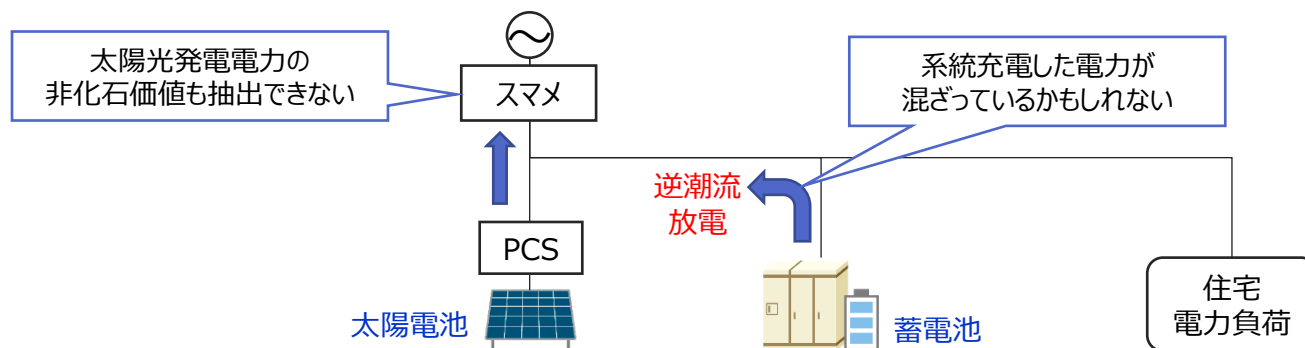 太陽光発電電力の
非化石価値も抽出できない
スマメ
系統充電した電力が
混ざっているかもしれない
逆潮流
放電
PCS
太陽電池
蓄電池
住宅
電力負荷